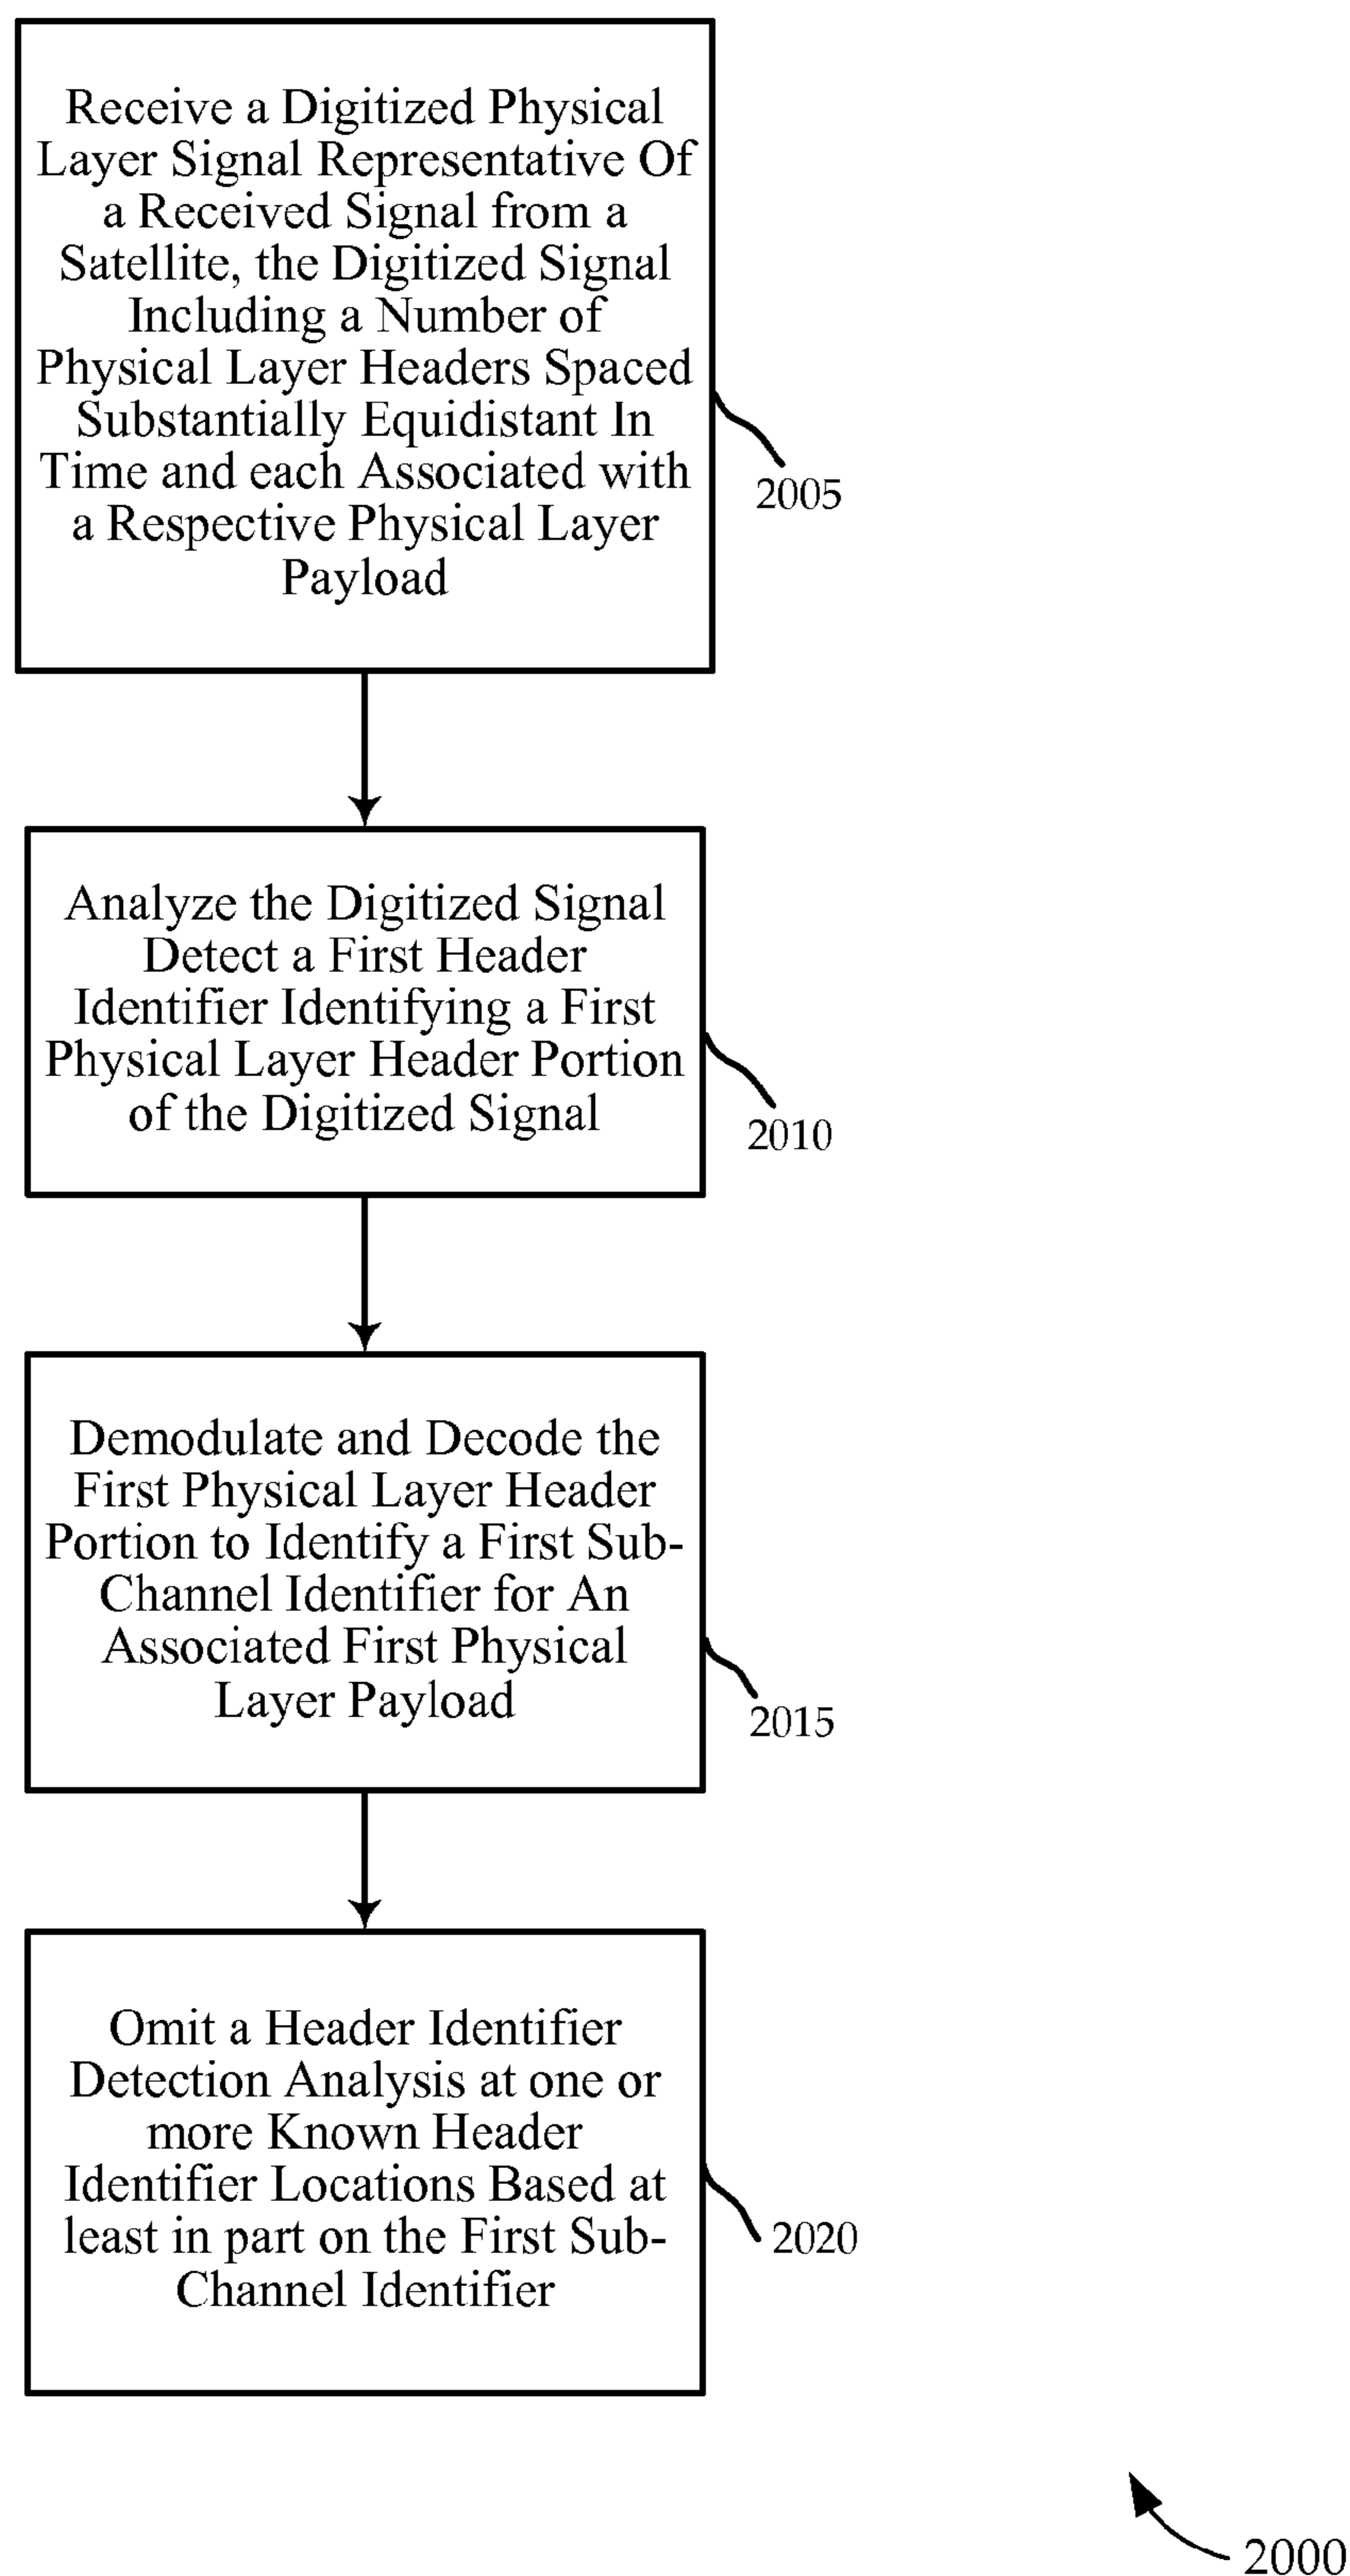 Receive a Digitized Physical
Layer Signal Representative Of
a Received Signal from a
Satellite, the Digitized Signal
Including a Number of
Physical Layer Headers Spaced
Substantially Equidistant In
Time and each Associated with
a Respective Physical Layer
Payload
2005
Analyze the Digitized Signal
Detect a First Header
Identifier Identifying a First
Physical Layer Header Portion
of the Digitized Signal
2010
Demodulate and Decode the
First Physical Layer Header
Portion to Identify a First Sub-
Channel Identifier for An
Associated First Physical
Layer Payload
2015
Omit a Header Identifier
Detection Analysis at one or
more Known Header
Identifier Locations Based at
least in part on the First Sub-
Channel Identifier
2020
2000